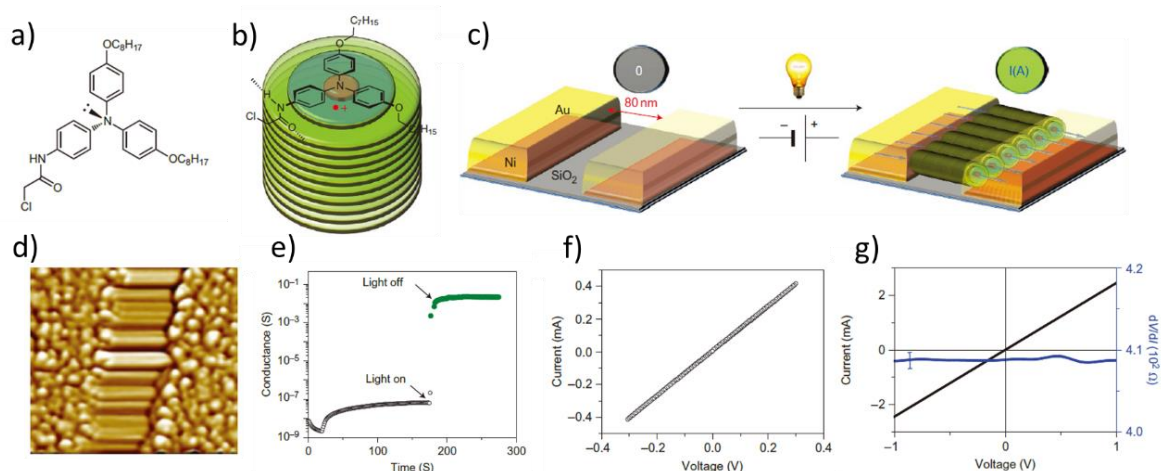 a)
OC₈H₁₇
N
OC₈H₁₇
HN
O
Cl
b)
C₇H₁₅
O
N
H
N
Cl
O
O
C₇H₁₅
c)
0
I(A)
80 nm
Au
Ni
SiO₂
− +
d)
e)
10⁻¹
10⁻³
10⁻⁵
10⁻⁷
10⁻⁹
Conductance (S)
Light off
Light on
0 100 200 300
Time (S)
f)
0.4
0.2
0.0
−0.2
−0.4
Current (mA)
−0.4 −0.2 0.0 0.2 0.4
Voltage (V)
g)
2
0
−2
Current (mA)
4.2
4.1
4.0
dV/dI (10² Ω)
−1 0 1
Voltage (V)